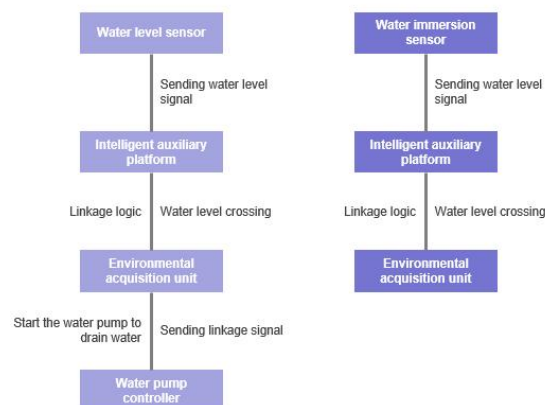 Water level sensor
Sending water level
signal
Intelligent auxiliary
platform
Linkage logic
Water level crossing
Environmental
acquisition unit
Start the water pump to
drain water
Sending linkage signal
Water pump
controller
Water immersion
sensor
Sending water level
signal
Intelligent auxiliary
platform
Linkage logic
Water level crossing
Environmental
acquisition unit